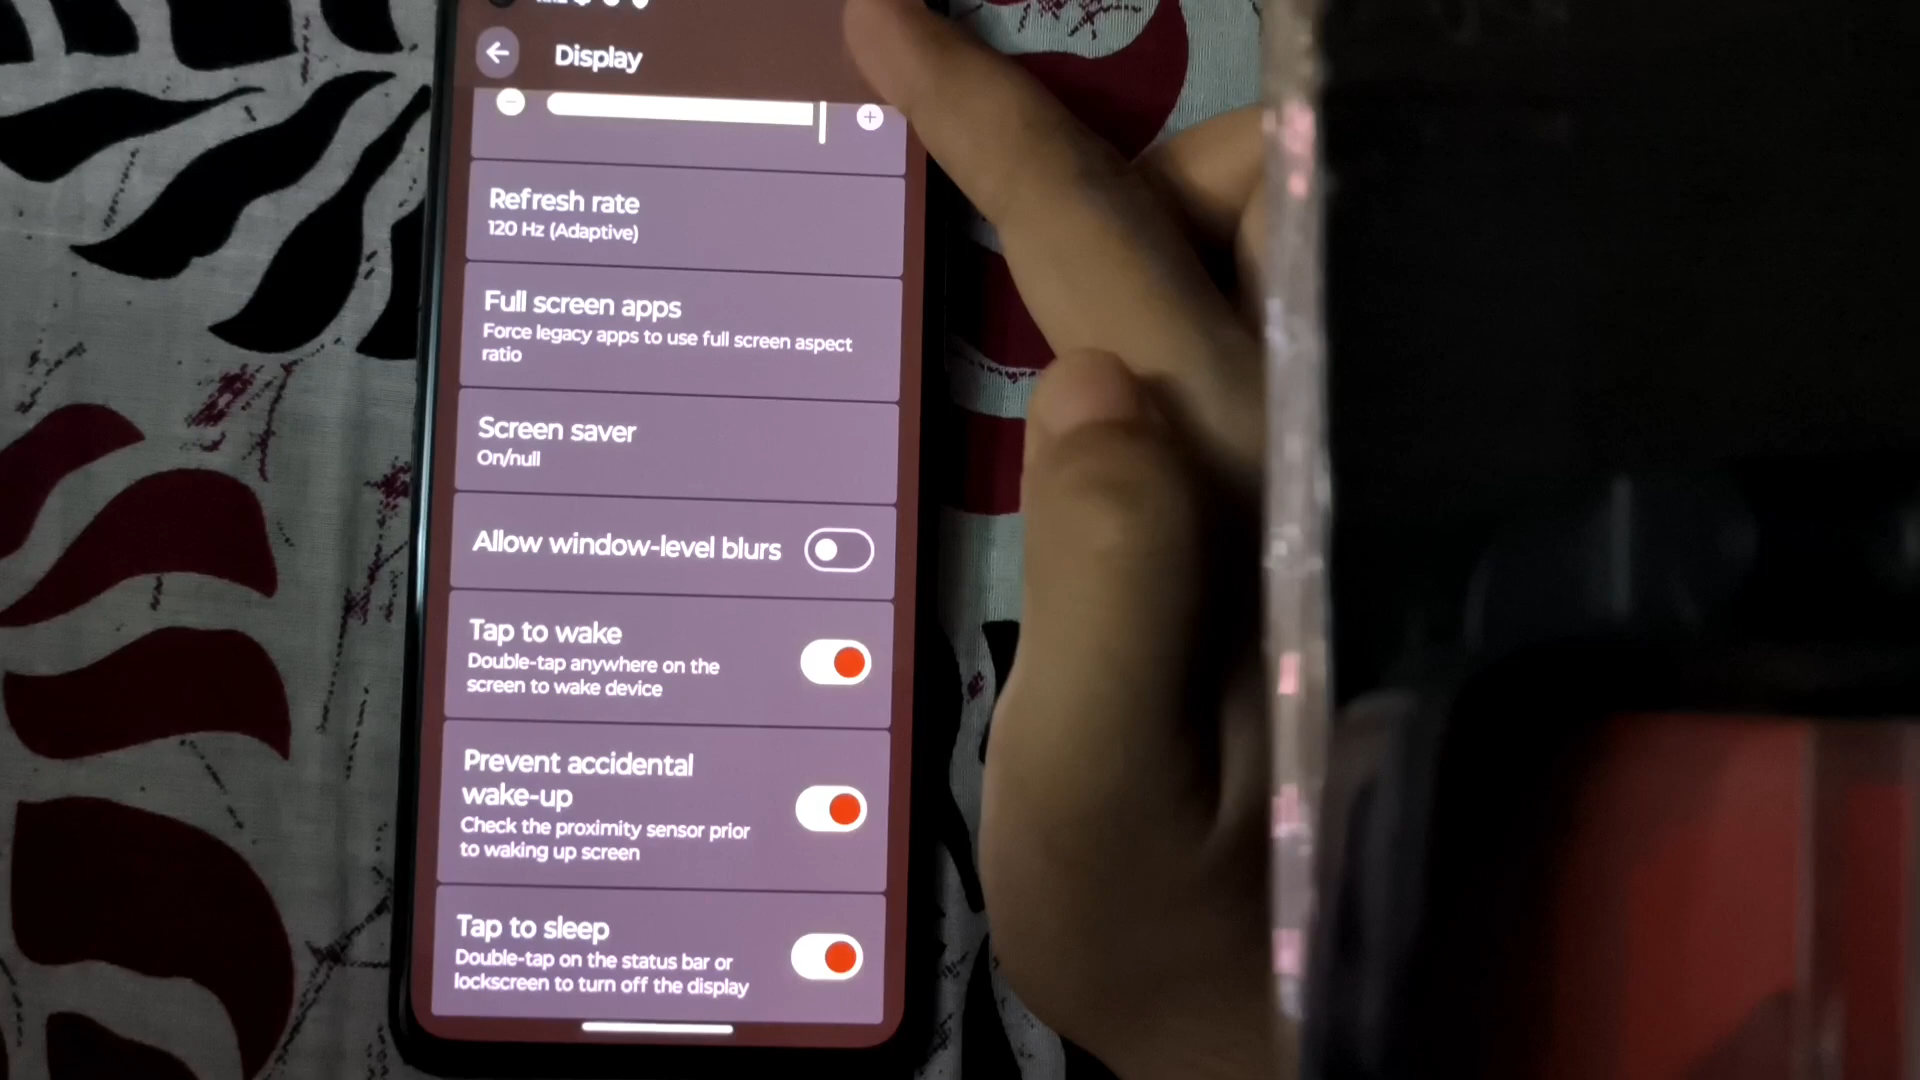 Display
Refresh rate
120 Hz (Adaptive)
Full screen apps
Force legacy apps to use full screen aspect
ratio
Screen saver
On/null
Allow window-level blurs
Tap to wake
Double-tap anywhere on the
screen to wake device
Prevent accidental
wake-up
Check the proximity sensor prior
to waking up screen
Tap to sleep
Double-tap on the status bar or
lockscreen to turn off the display